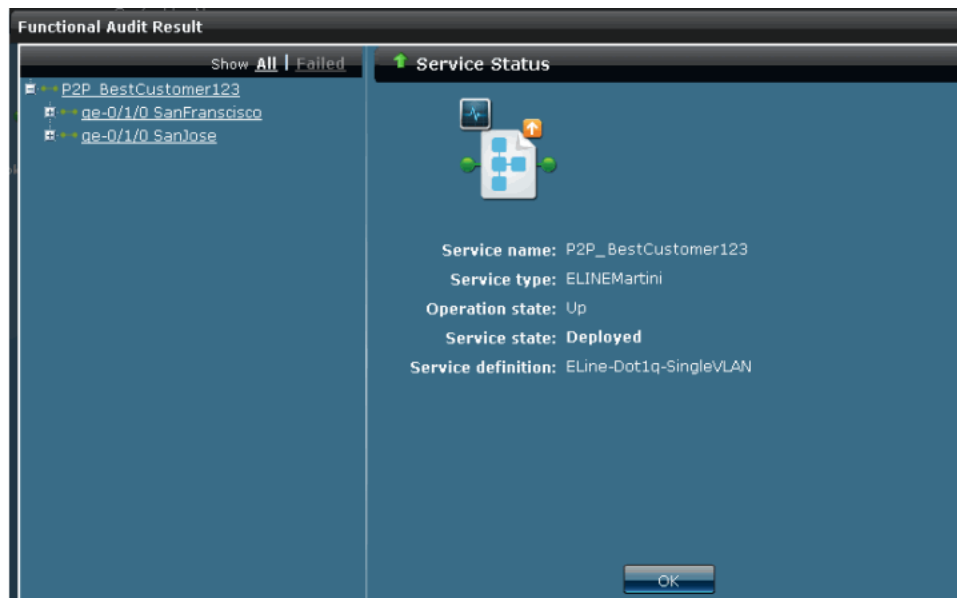 Functional Audit Result
Show All | Failed
P2P_BestCustomer123
ge-0/1/0 SanFranscisco
ge-0/1/0 SanJose
Service Status
Service name: P2P_BestCustomer123
Service type: ELINEMartini
Operation state: Up
Service state: Deployed
Service definition: ELine-Dot1q-SingleVLAN
OK